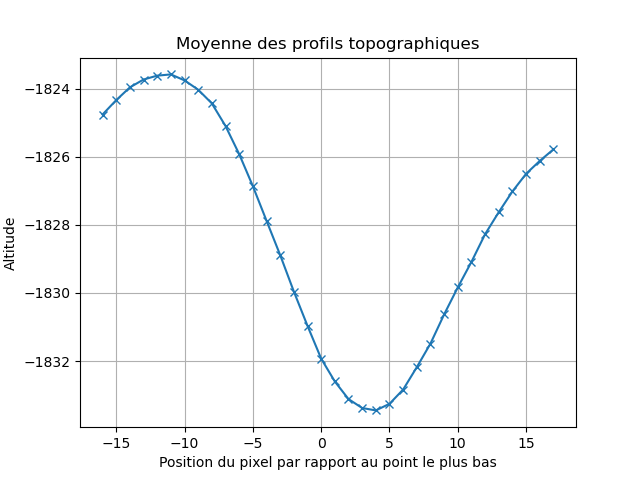 Moyenne des profils topographiques
Altitude
−1824
−1826
−1828
−1830
−1832
−15 −10 −5 0 5 10 15
Position du pixel par rapport au point le plus bas